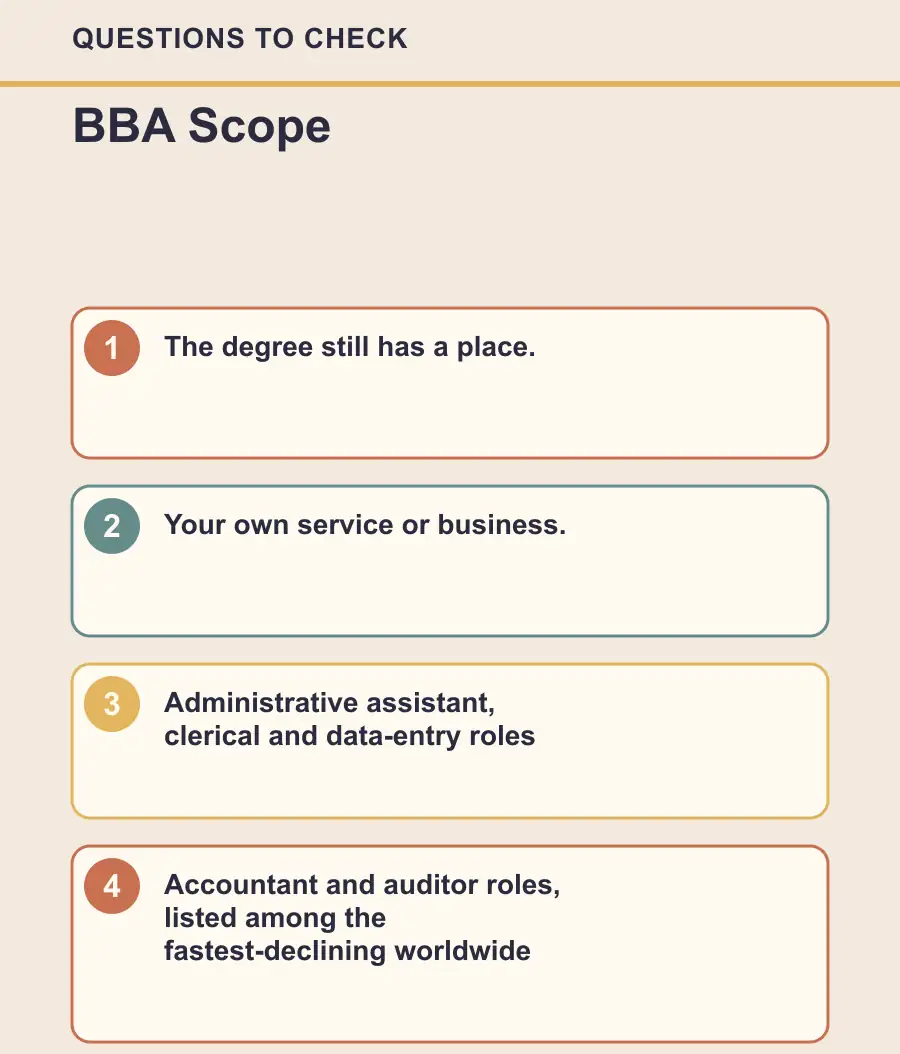 QUESTIONS TO CHECK
BBA Scope
1
The degree still has a place.
2
Your own service or business.
3
Administrative assistant,
clerical and data-entry roles
4
Accountant and auditor roles,
listed among the
fastest-declining worldwide